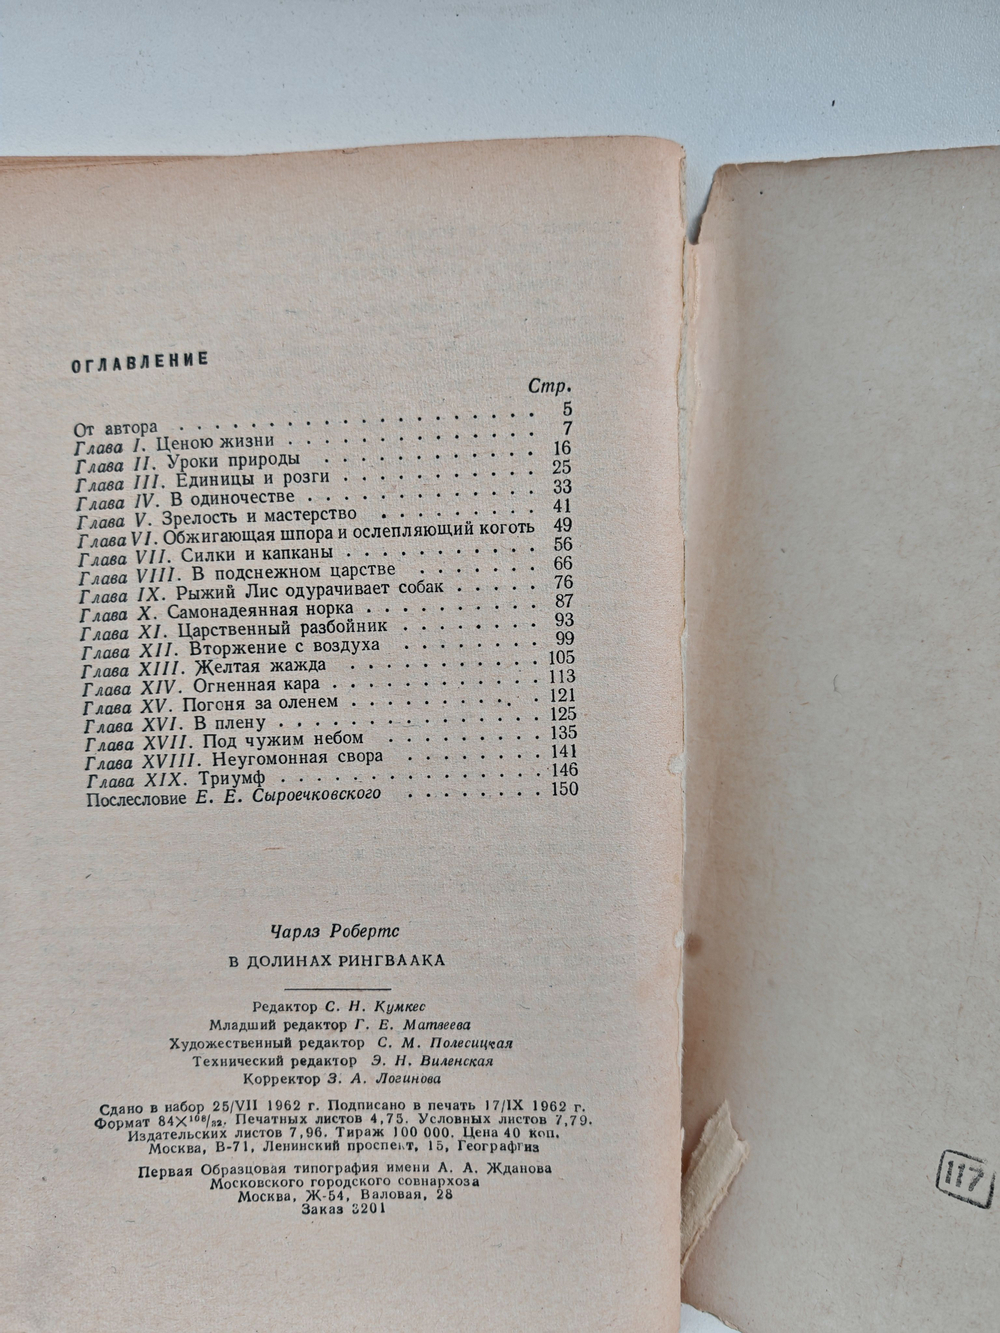 ОГЛАВЛЕНИЕ
Стр.
От автора . . . . . . . . . . . . . . . . . . 5
Глава I. Ценою жизни . . . . . . . . . . . . . 7
Глава II. Уроки природы . . . . . . . . . . . 16
Глава III. Единицы и розги . . . . . . . . . . 25
Глава IV. В одиночестве . . . . . . . . . . . . 33
Глава V. Зрелость и мастерство . . . . . . . . 41
Глава VI. Обжигающая шпора и ослепляющий коготь 49
Глава VII. Силки и капканы . . . . . . . . . . 56
Глава VIII. В подснежном царстве . . . . . . . 66
Глава IX. Рыжий Лис одурачивает собак . . . . . 76
Глава X. Самонадеянная норка . . . . . . . . . 87
Глава XI. Царственный разбойник . . . . . . . . 93
Глава XII. Вторжение с воздуха . . . . . . . . 99
Глава XIII. Желтая жажда . . . . . . . . . . . 105
Глава XIV. Огненная кара . . . . . . . . . . . 113
Глава XV. Погоня за оленем . . . . . . . . . . 121
Глава XVI. В плену . . . . . . . . . . . . . . 125
Глава XVII. Под чужим небом . . . . . . . . . 135
Глава XVIII. Неугомонная свора . . . . . . . . 141
Глава XIX. Триумф . . . . . . . . . . . . . . 146
Послесловие Е. Е. Сыроечковского . . . . . . . . 150
Чарлз Робертс
В ДОЛИНАХ РИНГВААКА
Редактор С. Н. Кумкес
Младший редактор Г. Е. Матвеева
Художественный редактор С. М. Полесицкая
Технический редактор Э. Н. Виленская
Корректор З. А. Логинова
Сдано в набор 25/VII 1962 г. Подписано в печать 17/IX 1962 г.
Формат 84×108/32. Печатных листов 4,75. Условных листов 7,79.
Издательских листов 7,96. Тираж 100 000. Цена 40 коп.
Москва, В-71, Ленинский проспект, 15, Географгиз
Первая Образцовая типография имени А. А. Жданова
Московского городского совнархоза
Москва, Ж-54, Валовая, 28
Заказ 3201
117